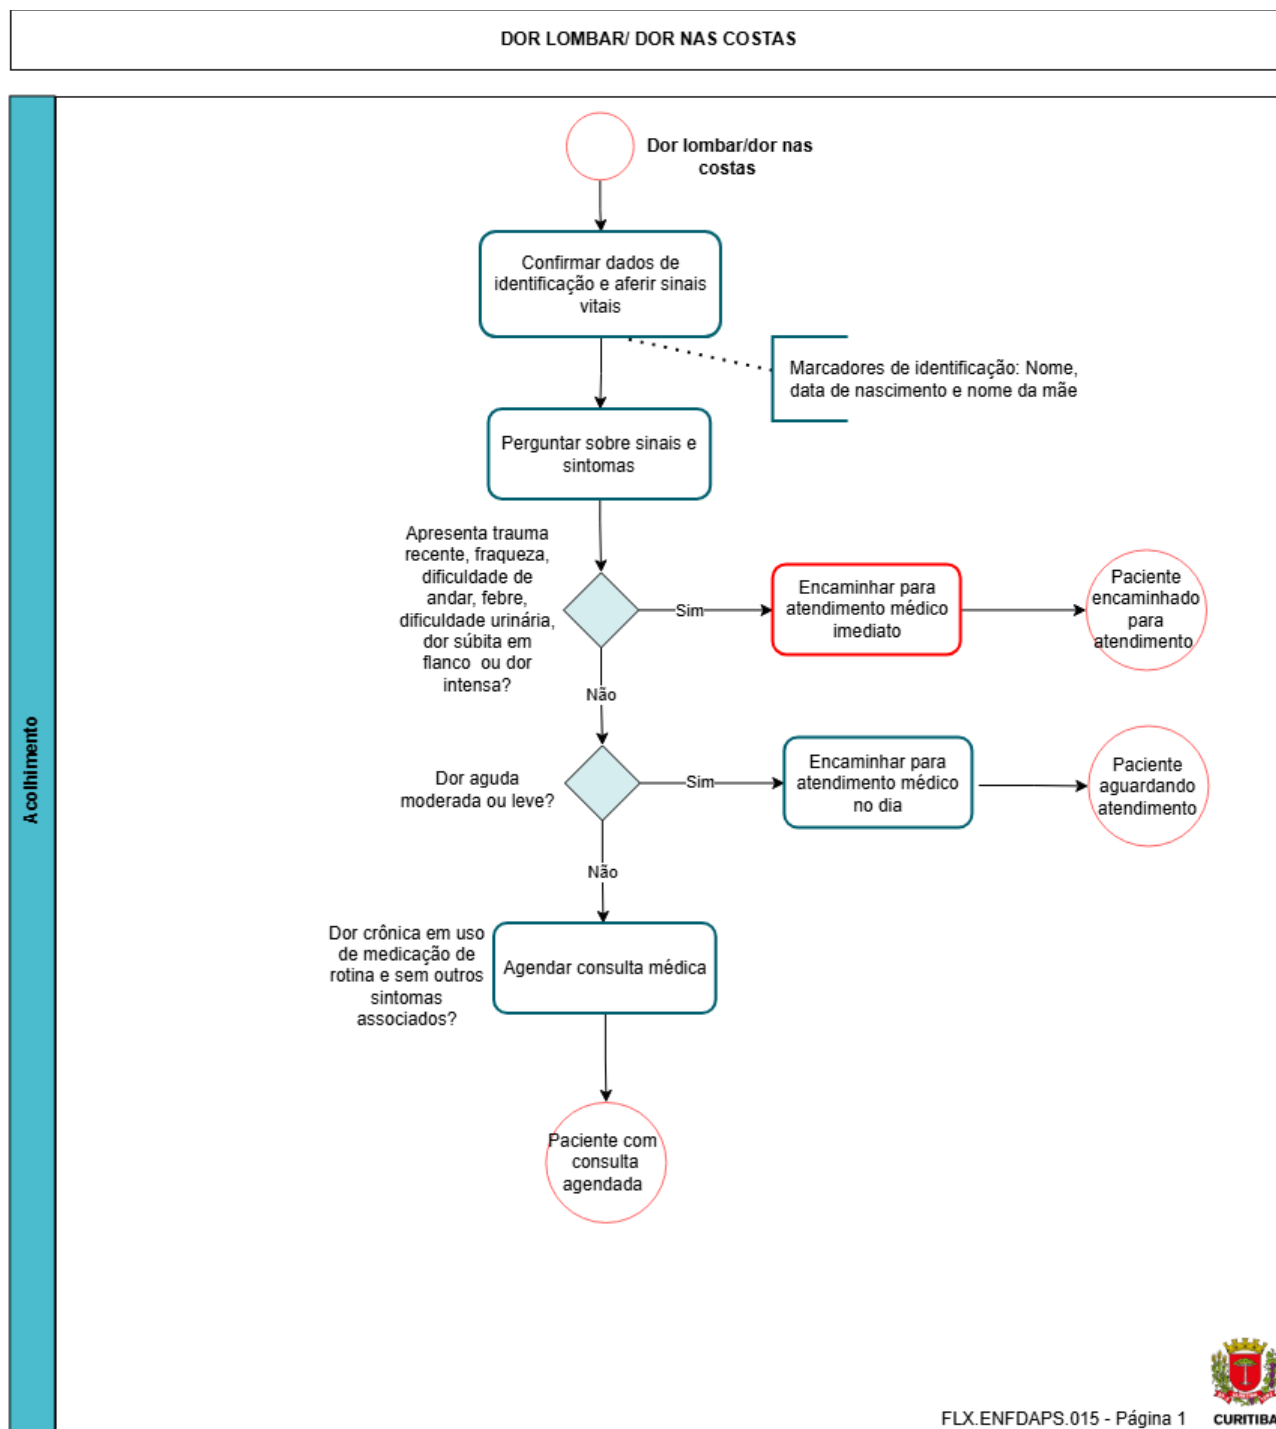 DOR LOMBAR/ DOR NAS COSTAS
Acolhimento
Dor lombar/dor nas
costas
Confirmar dados de
identificação e aferir sinais
vitais
Marcadores de identificação: Nome,
data de nascimento e nome da mãe
Perguntar sobre sinais e
sintomas
Apresenta trauma
recente, fraqueza,
dificuldade de
andar, febre,
dificuldade urinária,
dor súbita em
flanco ou dor
intensa?
Sim
Encaminhar para
atendimento médico
imediato
Paciente
encaminhado
para
atendimento
Não
Dor aguda
moderada ou leve?
Sim
Encaminhar para
atendimento médico
no dia
Paciente
aguardando
atendimento
Não
Dor crônica em uso
de medicação de
rotina e sem outros
sintomas
associados?
Agendar consulta médica
Paciente com
consulta
agendada
FLX.ENFDAPS.015 - Página 1
CURITIBA